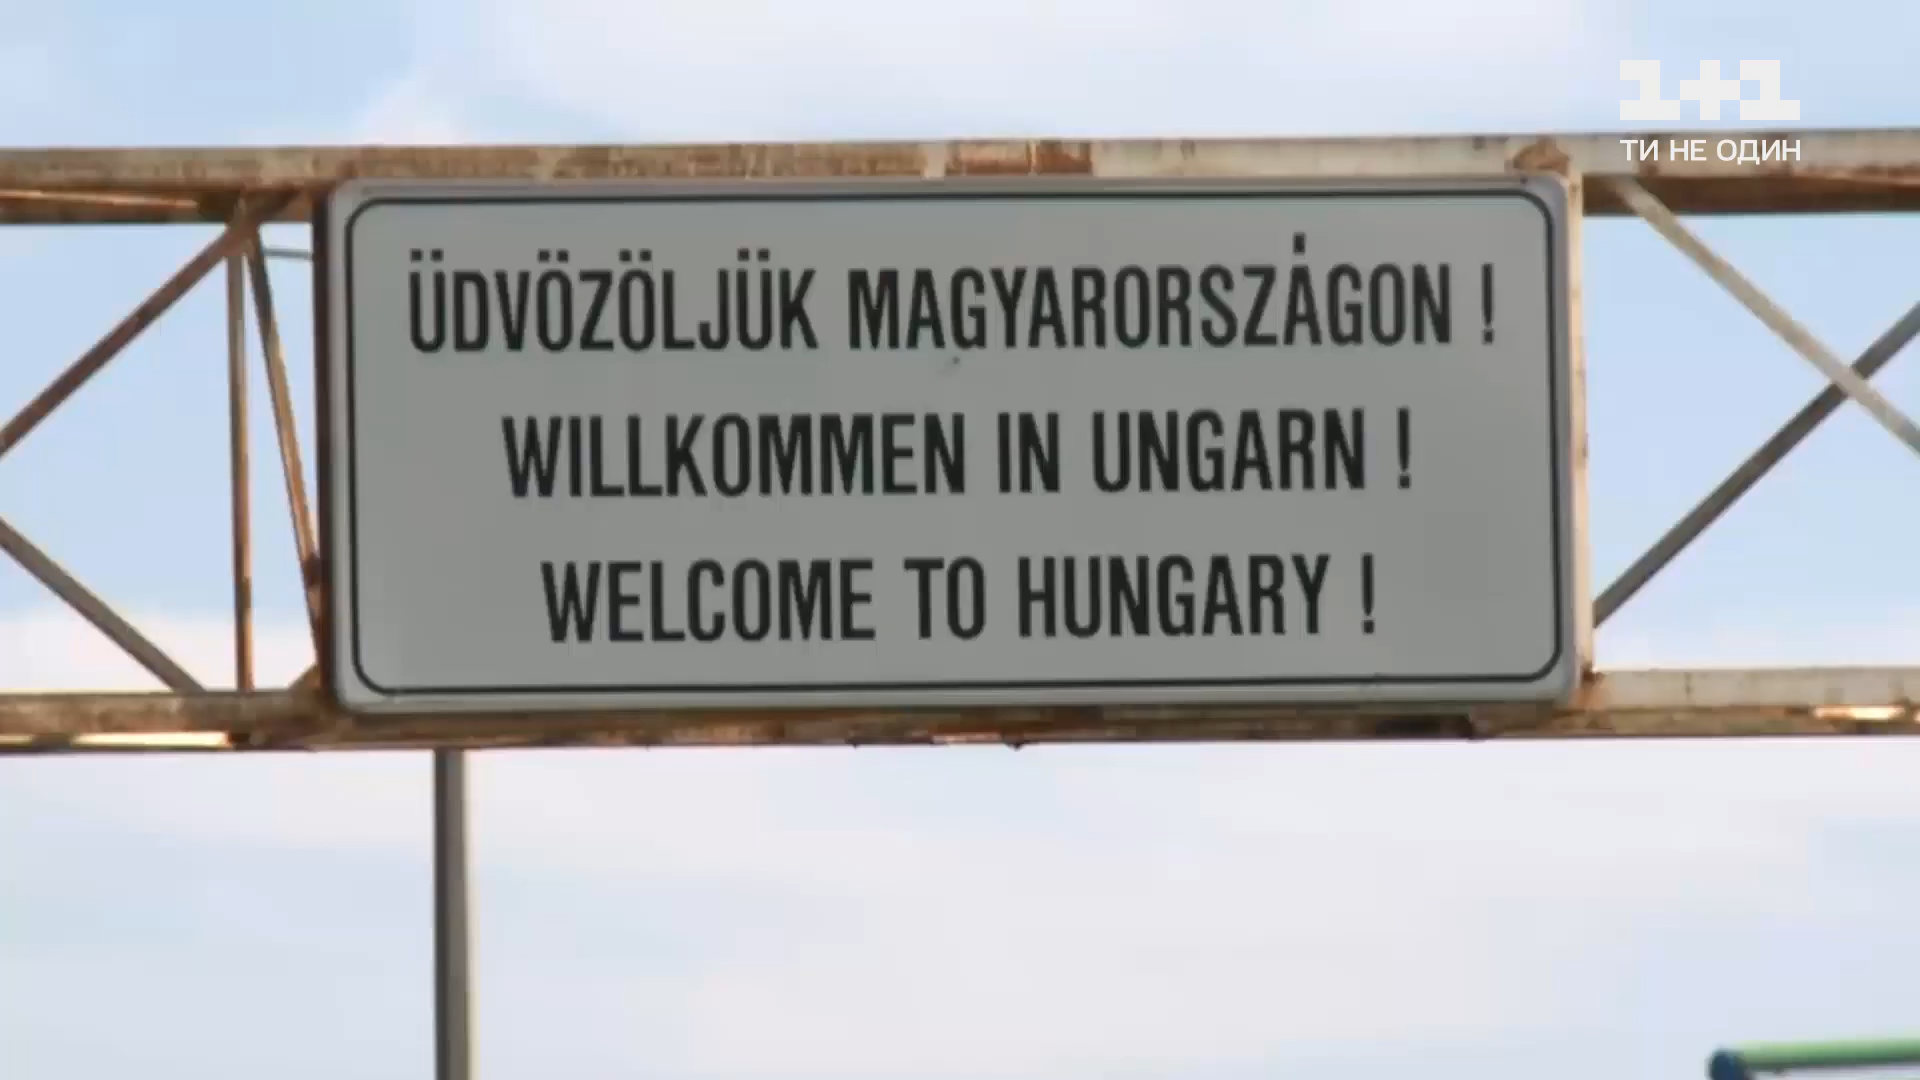 1+1
ТИ НЕ ОДИН
ÜDVÖZÖLJÜK MAGYARORSZÁGON !
WILLKOMMEN IN UNGARN !
WELCOME TO HUNGARY !